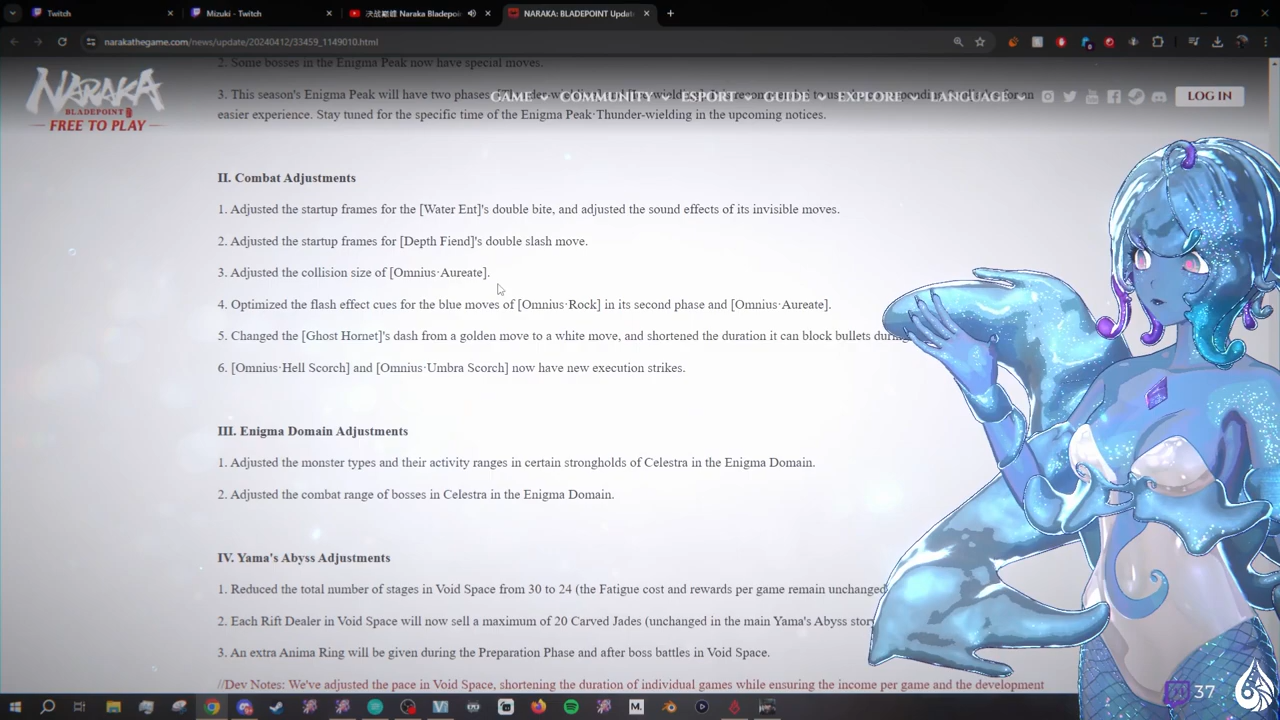 Twitch
Mizuki - Twitch
决战巅峰 Naraka Bladepoi
NARAKA: BLADEPOINT Updat
narakathegame.com/news/update/20240412/33459_1149010.html
NARAKA
BLADEPOINT
FREE TO PLAY
GAME COMMUNITY ESPORT GUIDE EXPLORE LANGUAGE LOG IN
2. Some bosses in the Enigma Peak now have special moves.
3. This season's Enigma Peak will have two phases
easier experience. Stay tuned for the specific time of the Enigma Peak·Thunder-wielding in the upcoming notices.
II. Combat Adjustments
1. Adjusted the startup frames for the [Water Ent]'s double bite, and adjusted the sound effects of its invisible moves.
2. Adjusted the startup frames for [Depth Fiend]'s double slash move.
3. Adjusted the collision size of [Omnius·Aureate].
4. Optimized the flash effect cues for the blue moves of [Omnius·Rock] in its second phase and [Omnius·Aureate].
5. Changed the [Ghost Hornet]'s dash from a golden move to a white move, and shortened the duration it can block bullets during
6. [Omnius·Hell Scorch] and [Omnius·Umbra Scorch] now have new execution strikes.
III. Enigma Domain Adjustments
1. Adjusted the monster types and their activity ranges in certain strongholds of Celestra in the Enigma Domain.
2. Adjusted the combat range of bosses in Celestra in the Enigma Domain.
IV. Yama's Abyss Adjustments
1. Reduced the total number of stages in Void Space from 30 to 24 (the Fatigue cost and rewards per game remain unchanged
2. Each Rift Dealer in Void Space will now sell a maximum of 20 Carved Jades (unchanged in the main Yama's Abyss stor
3. An extra Anima Ring will be given during the Preparation Phase and after boss battles in Void Space.
//Dev Notes: We've adjusted the pace in Void Space, shortening the duration of individual games while ensuring the income per game and the development
37